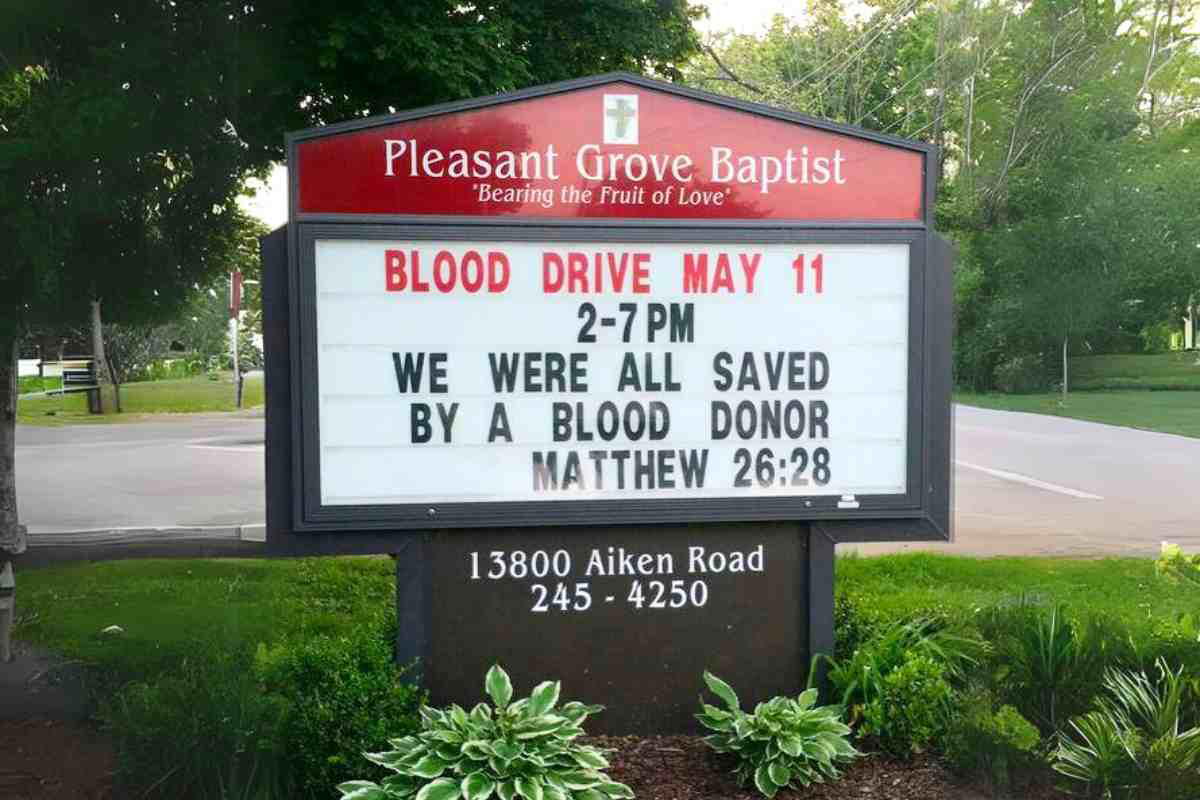 Pleasant Grove Baptist
"Bearing the Fruit of Love"
BLOOD DRIVE MAY 11
2-7 PM
WE WERE ALL SAVED
BY A BLOOD DONOR
MATTHEW 26:28
13800 Aiken Road
245 - 4250